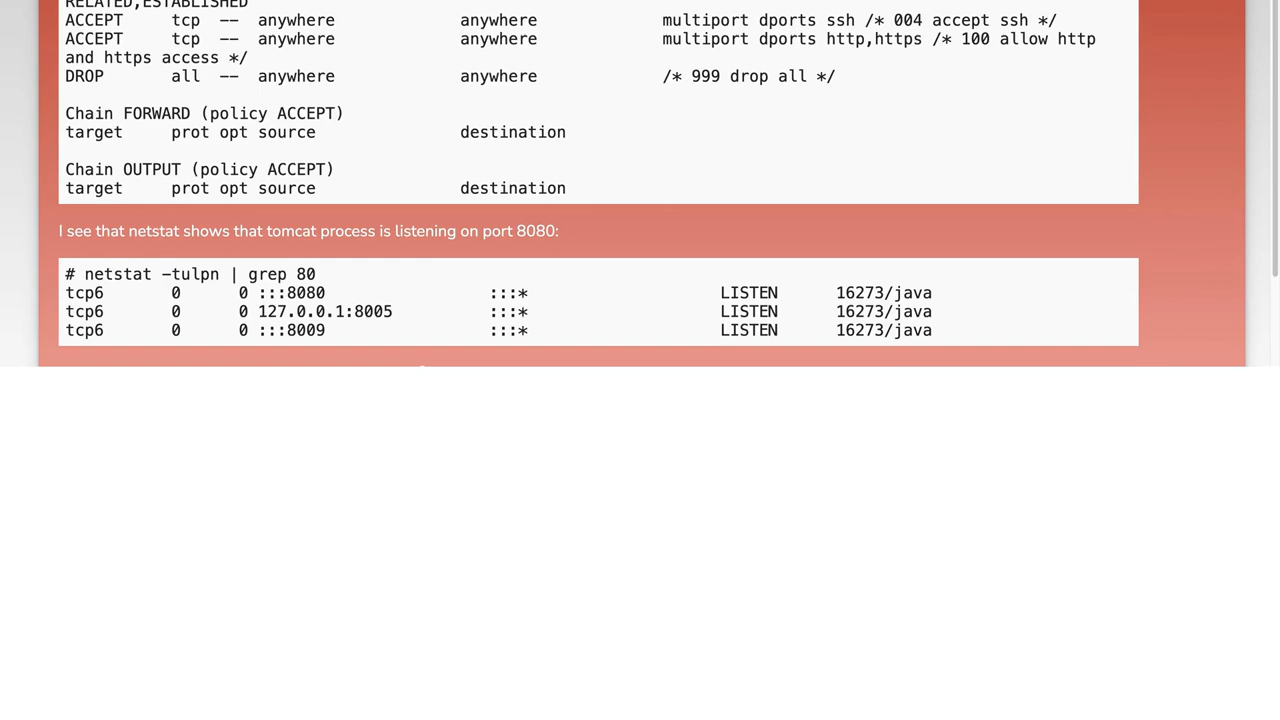 RELATED,ESTABLISHED
ACCEPT     tcp  --  anywhere             anywhere             multiport dports ssh /* 004 accept ssh */
ACCEPT     tcp  --  anywhere             anywhere             multiport dports http,https /* 100 allow http
and https access */
DROP       all  --  anywhere             anywhere             /* 999 drop all */
Chain FORWARD (policy ACCEPT)
target     prot opt source               destination
Chain OUTPUT (policy ACCEPT)
target     prot opt source               destination
I see that netstat shows that tomcat process is listening on port 8080:
# netstat -tulpn | grep 80
tcp6       0      0 :::8080                 :::*                    LISTEN      16273/java
tcp6       0      0 127.0.0.1:8005          :::*                    LISTEN      16273/java
tcp6       0      0 :::8009                 :::*                    LISTEN      16273/java